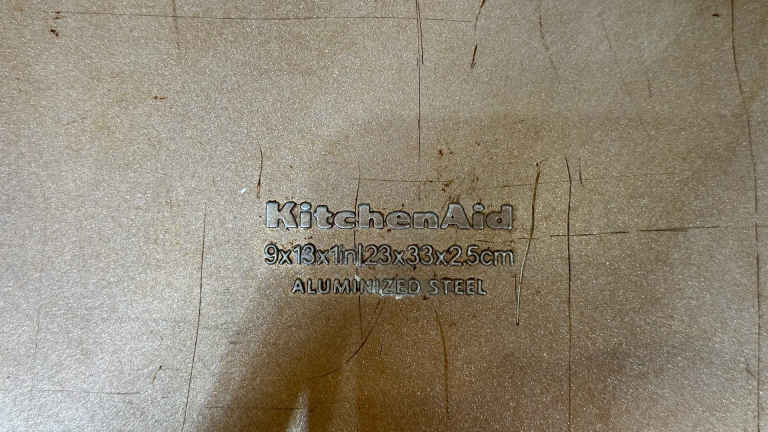 KitchenAid
9x13x1in|23x33x2.5cm
ALUMINIZED STEEL